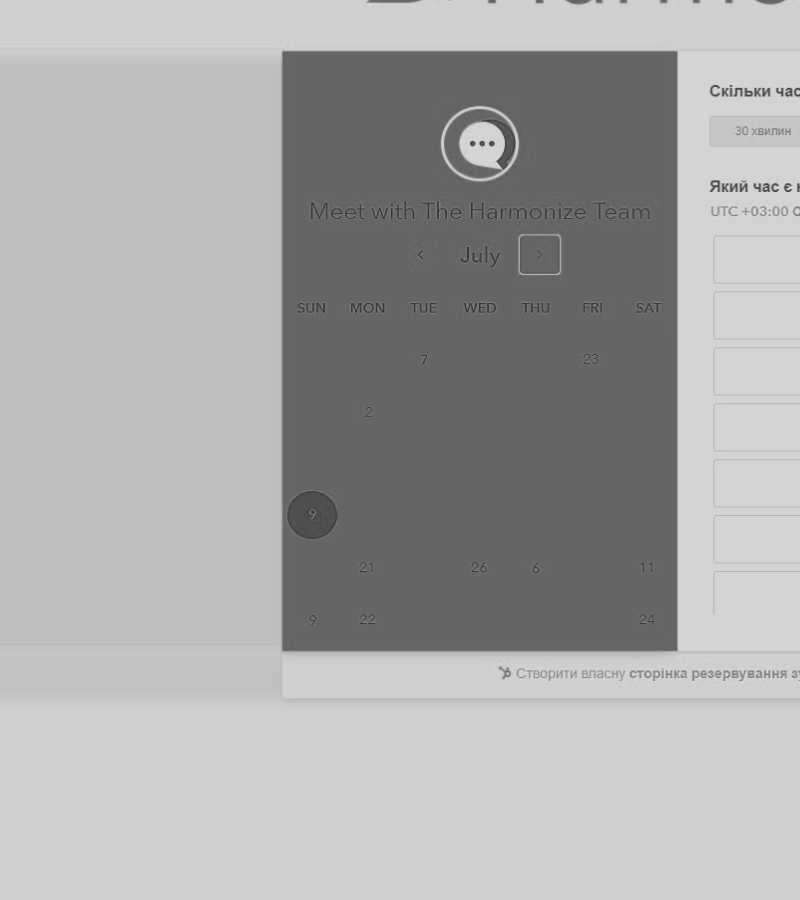 Meet with The Harmonize Team
July
SUN MON TUE WED THU FRI SAT
7 23
2
9
21 26 6 11
9 22 24
Скільки
30 хвилин
Який час є
UTC +03:00
Створити власну сторінка резервування